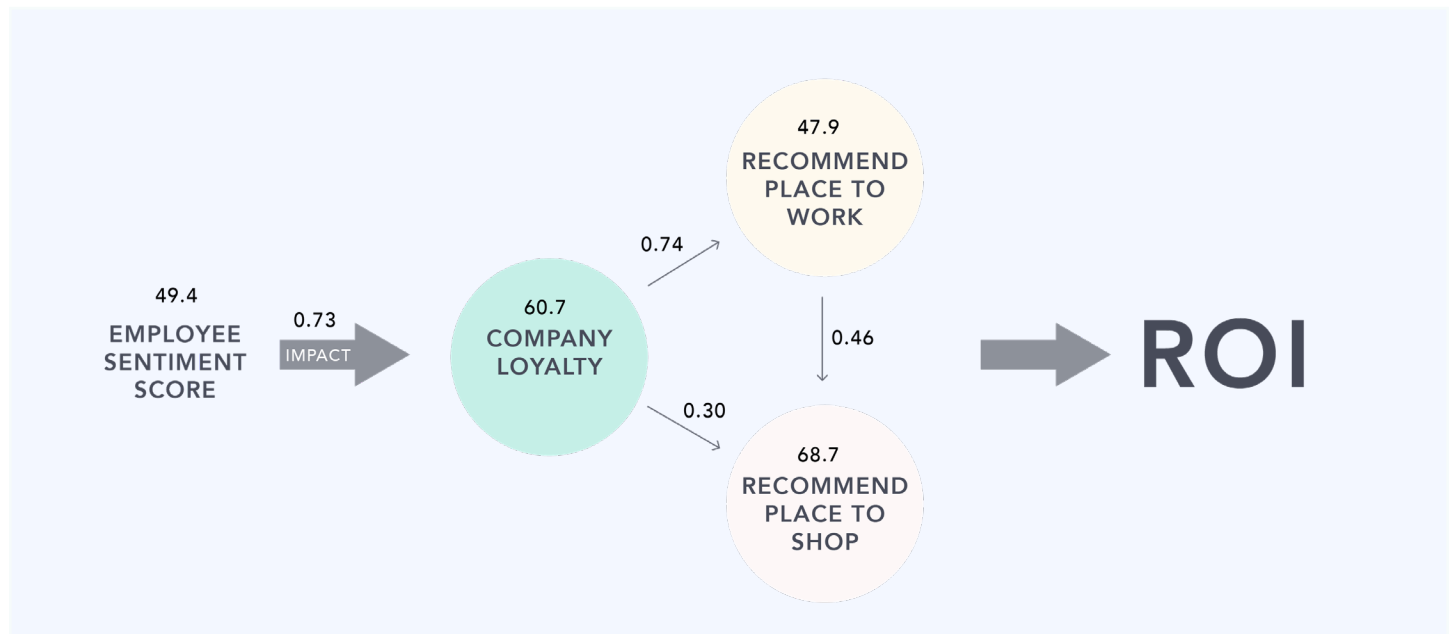 49.4
EMPLOYEE
SENTIMENT
SCORE
0.73
IMPACT
60.7
COMPANY
LOYALTY
0.74
0.30
47.9
RECOMMEND
PLACE TO
WORK
0.46
68.7
RECOMMEND
PLACE TO
SHOP
ROI